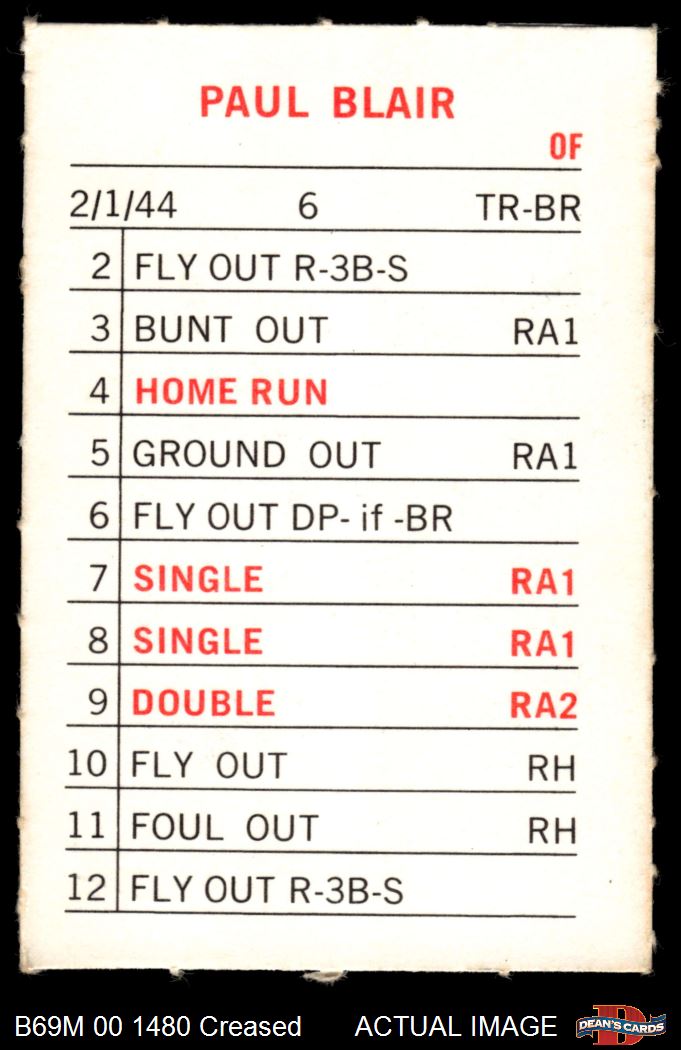 PAUL BLAIR
OF
2/1/44 6 TR-BR
2 FLY OUT R-3B-S
3 BUNT OUT RA1
4 HOME RUN
5 GROUND OUT RA1
6 FLY OUT DP- if -BR
7 SINGLE RA1
8 SINGLE RA1
9 DOUBLE RA2
10 FLY OUT RH
11 FOUL OUT RH
12 FLY OUT R-3B-S
B69M 00 1480 Creased ACTUAL IMAGE D DEAN'S CARDS